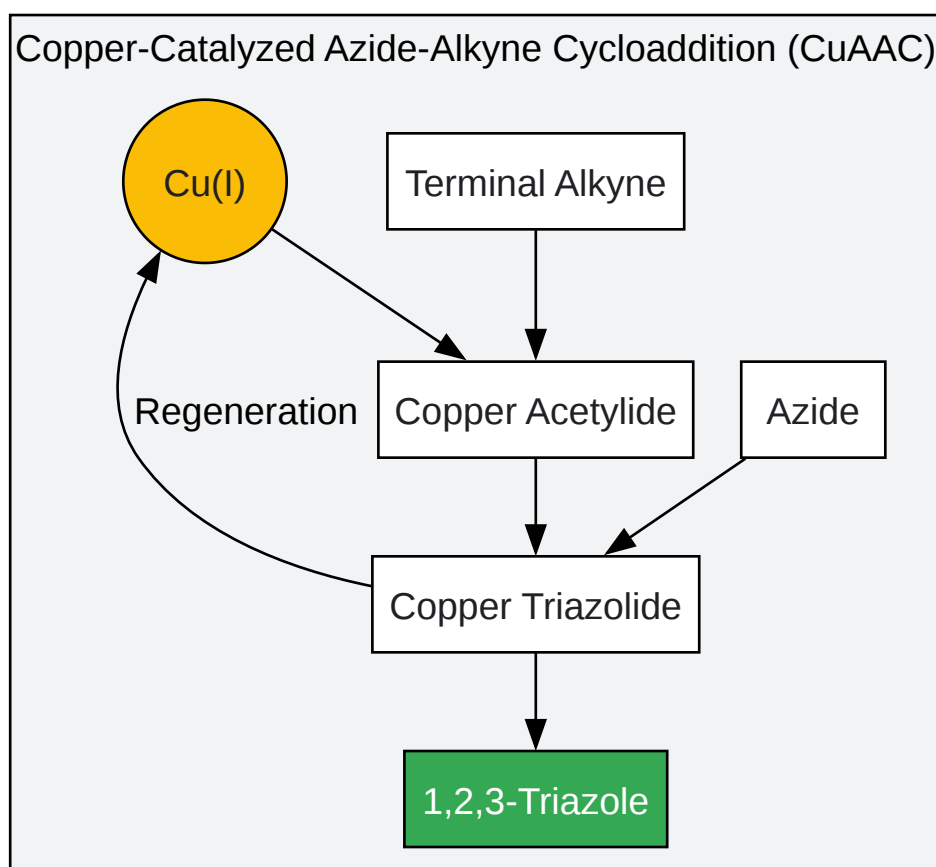 Copper-Catalyzed Azide-Alkyne Cycloaddition (CuAAC)
Cu(I)
Terminal Alkyne
Regeneration
Copper Acetylide
Azide
Copper Triazolide
1,2,3-Triazole